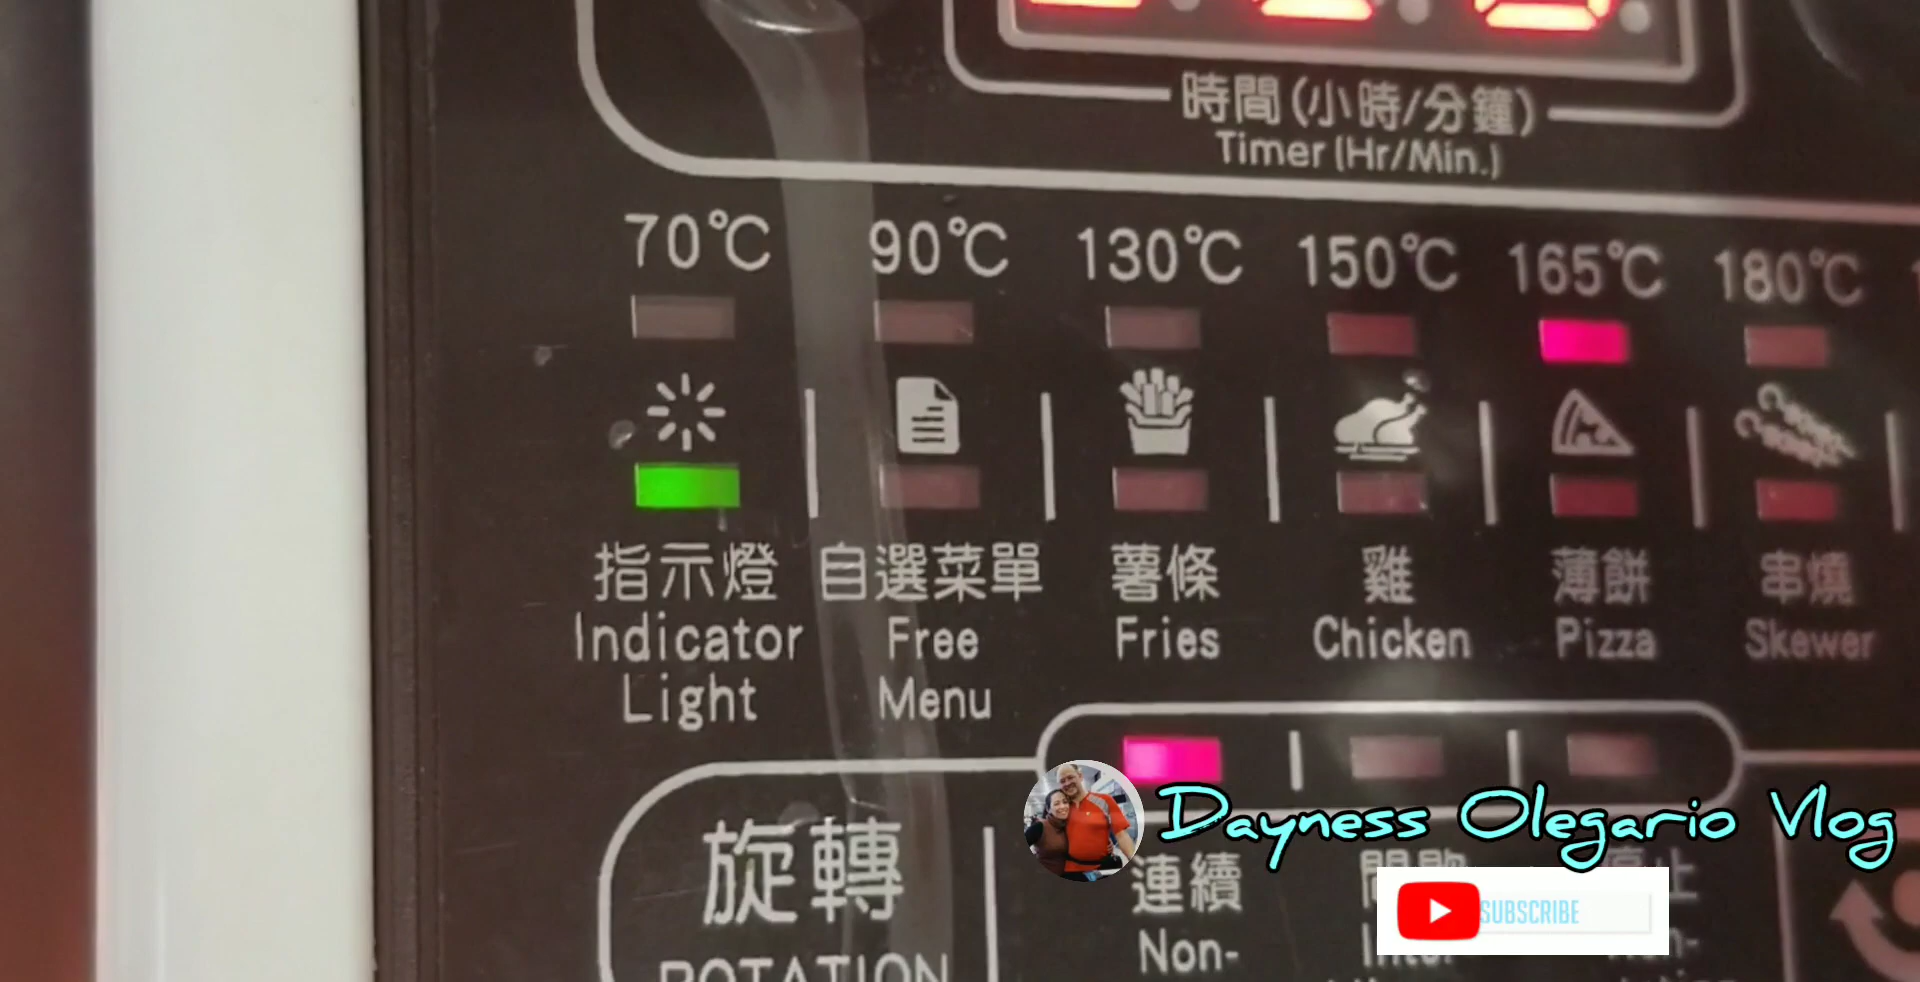 時間(小時/分鐘)
Timer (Hr/Min.)
70℃ 90℃ 130℃ 150℃ 165℃ 180℃
指示燈 自選菜單 薯條 雞 薄餅 串燒
Indicator Free Fries Chicken Pizza Skewer
Light Menu
Dayness Olegario Vlog
旋轉
連續
SUBSCRIBE
ROTATION
Non-